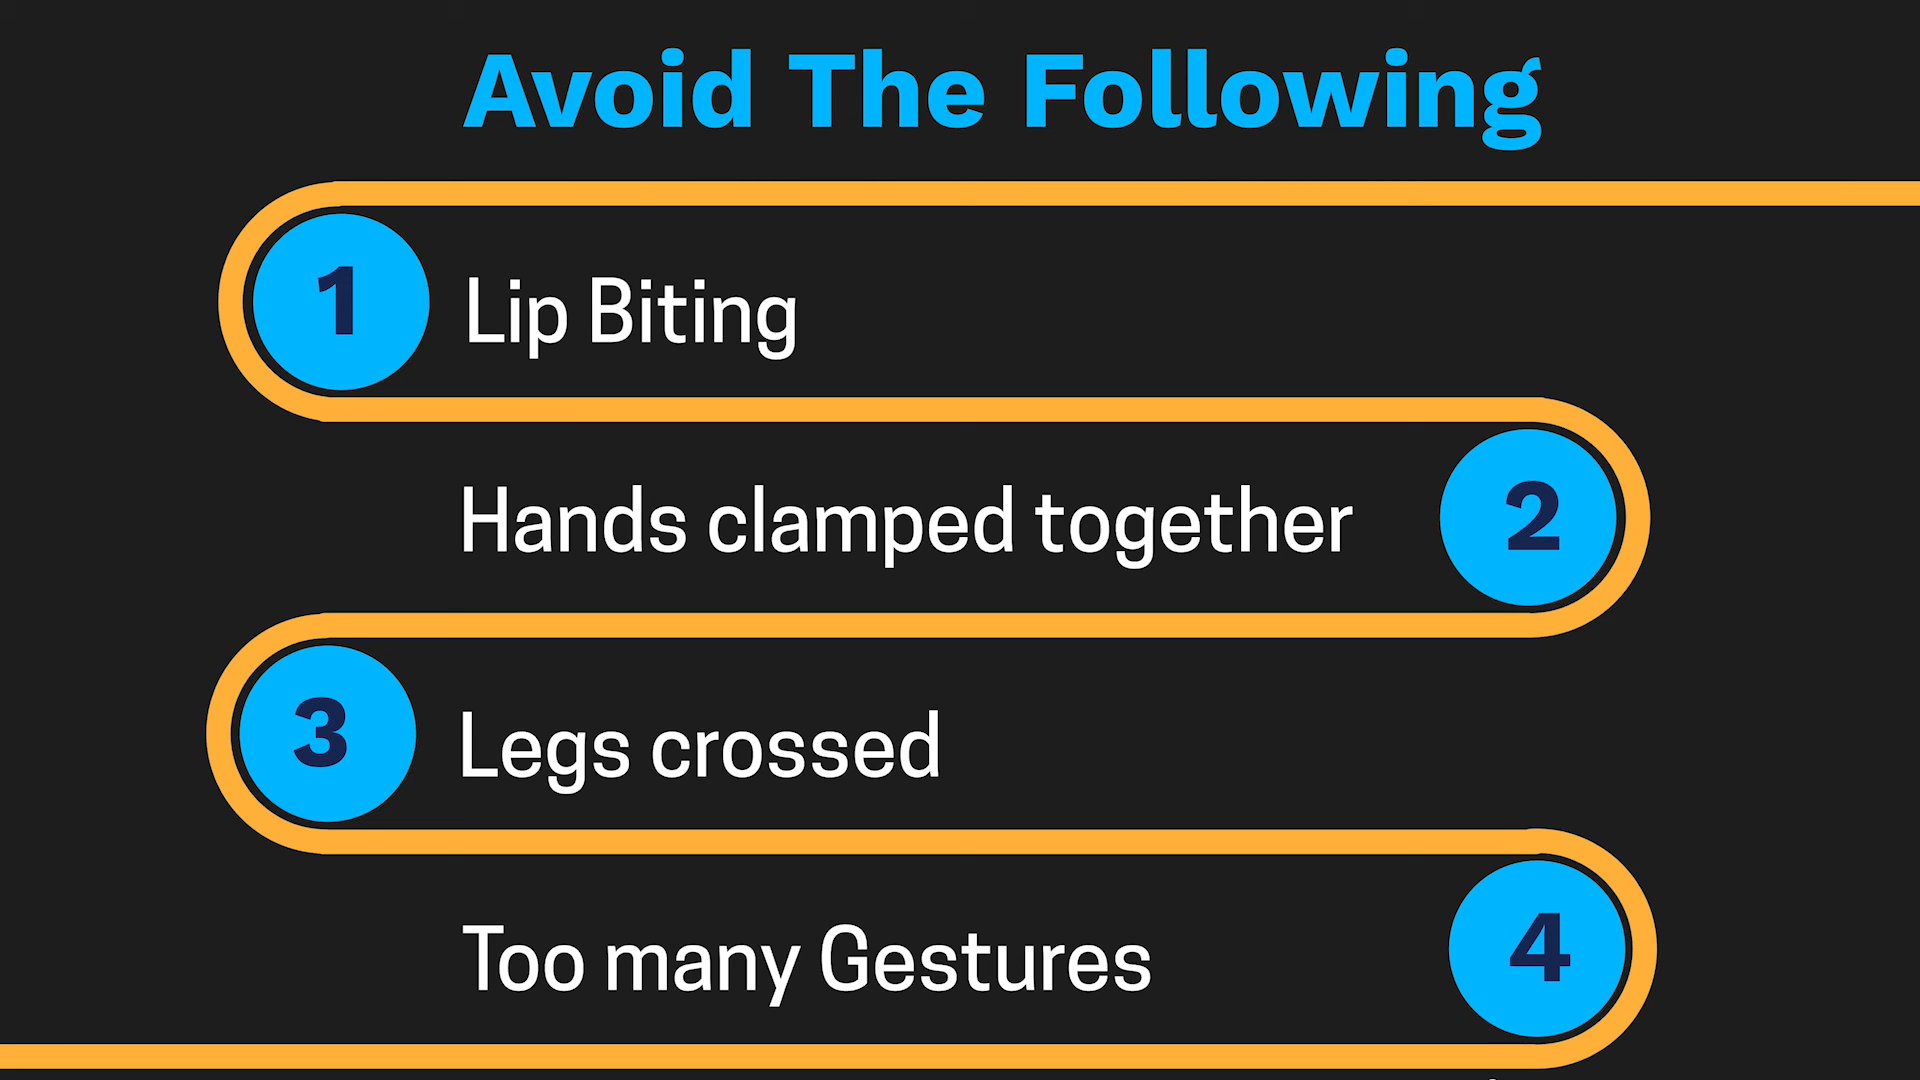 Avoid The Following
1
Lip Biting
Hands clamped together
2
3
Legs crossed
Too many Gestures
4